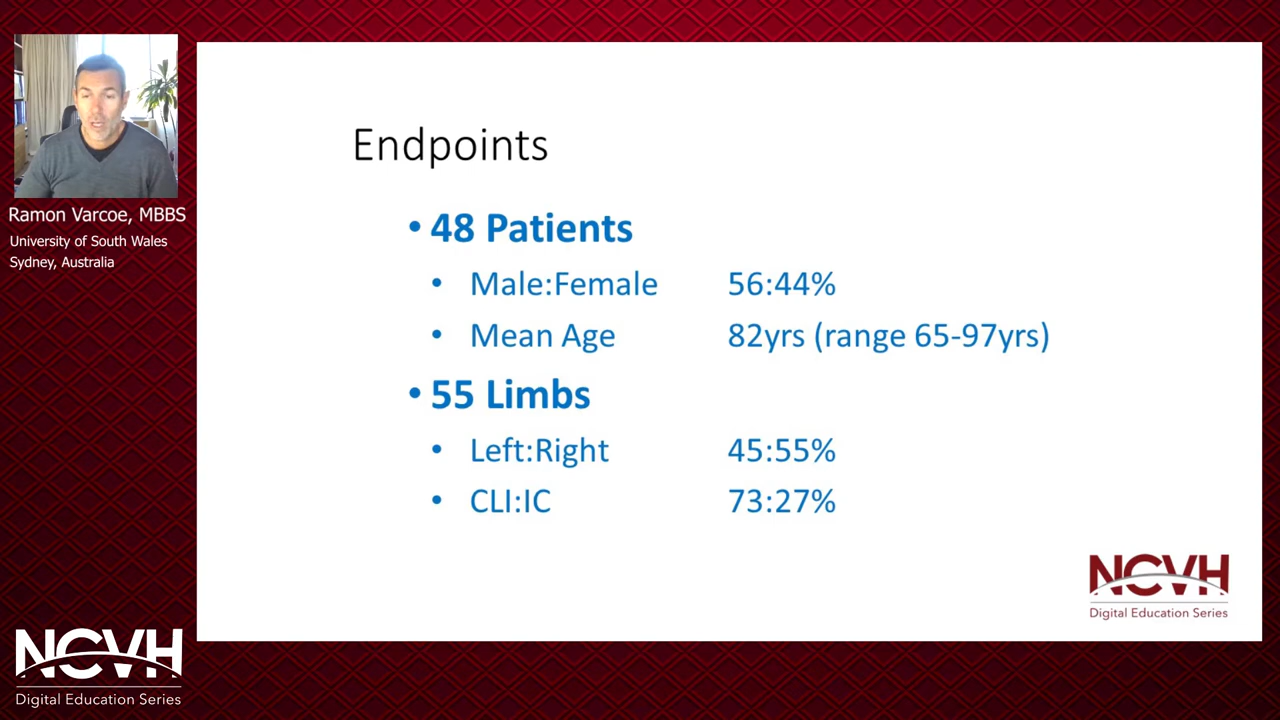 Ramon Varcoe, MBBS
University of South Wales
Sydney, Australia
Endpoints
• 48 Patients
• Male:Female 56:44%
• Mean Age 82yrs (range 65-97yrs)
• 55 Limbs
• Left:Right 45:55%
• CLI:IC 73:27%
NCVH
Digital Education Series
NCVH
Digital Education Series